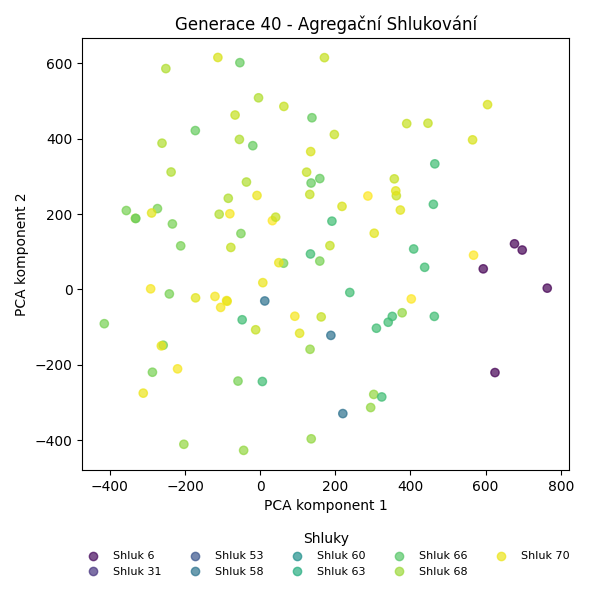 Generace 40 - Agregační Shlukování
PCA komponent 2
600
400
200
0
−200
−400
−400 −200 0 200 400 600 800
PCA komponent 1
Shluky
Shluk 6 Shluk 53 Shluk 60 Shluk 66 Shluk 70
Shluk 31 Shluk 58 Shluk 63 Shluk 68